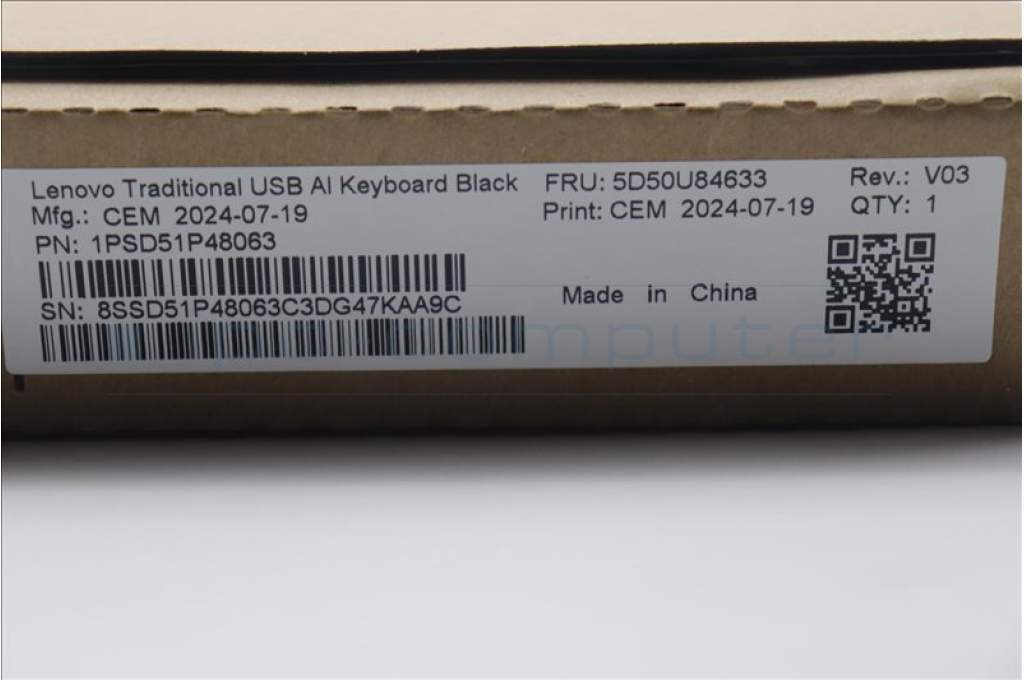 Lenovo Traditional USB AI Keyboard Black FRU: 5D50U84633 Rev.: V03
Mfg.: CEM 2024-07-19 Print: CEM 2024-07-19 QTY: 1
PN: 1PSD51P48063
SN: 8SSD51P48063C3DG47KAA9C
Made in China